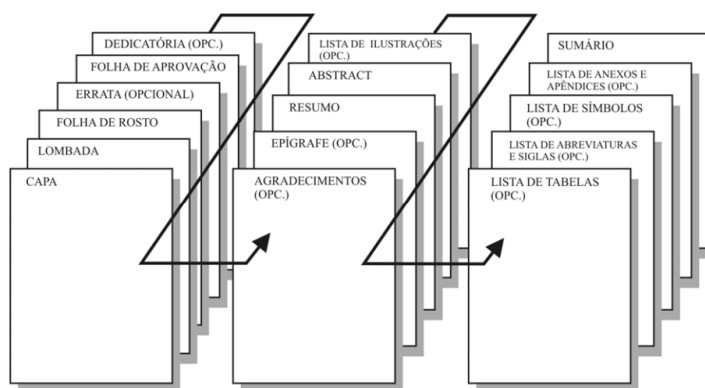 CAPA
LOMBADA
FOLHA DE ROSTO
ERRATA (OPCIONAL)
FOLHA DE APROVAÇÃO
DEDICATÓRIA (OPC.)
AGRADECIMENTOS
(OPC.)
EPÍGRAFE (OPC.)
RESUMO
ABSTRACT
LISTA DE ILUSTRAÇÕES
(OPC.)
LISTA DE TABELAS
(OPC.)
LISTA DE ABREVIATURAS
E SIGLAS (OPC.)
LISTA DE SÍMBOLOS
(OPC.)
LISTA DE ANEXOS E
APÊNDICES (OPC.)
SUMÁRIO